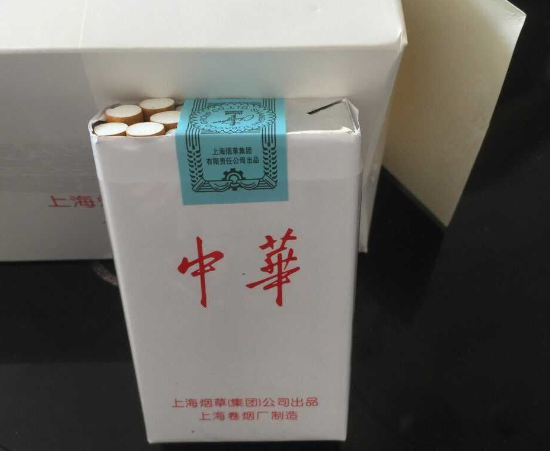 上海烟草集团
有限责任公司出品
中華
上海烟草(集团)公司出品
上海卷烟厂制造
上海